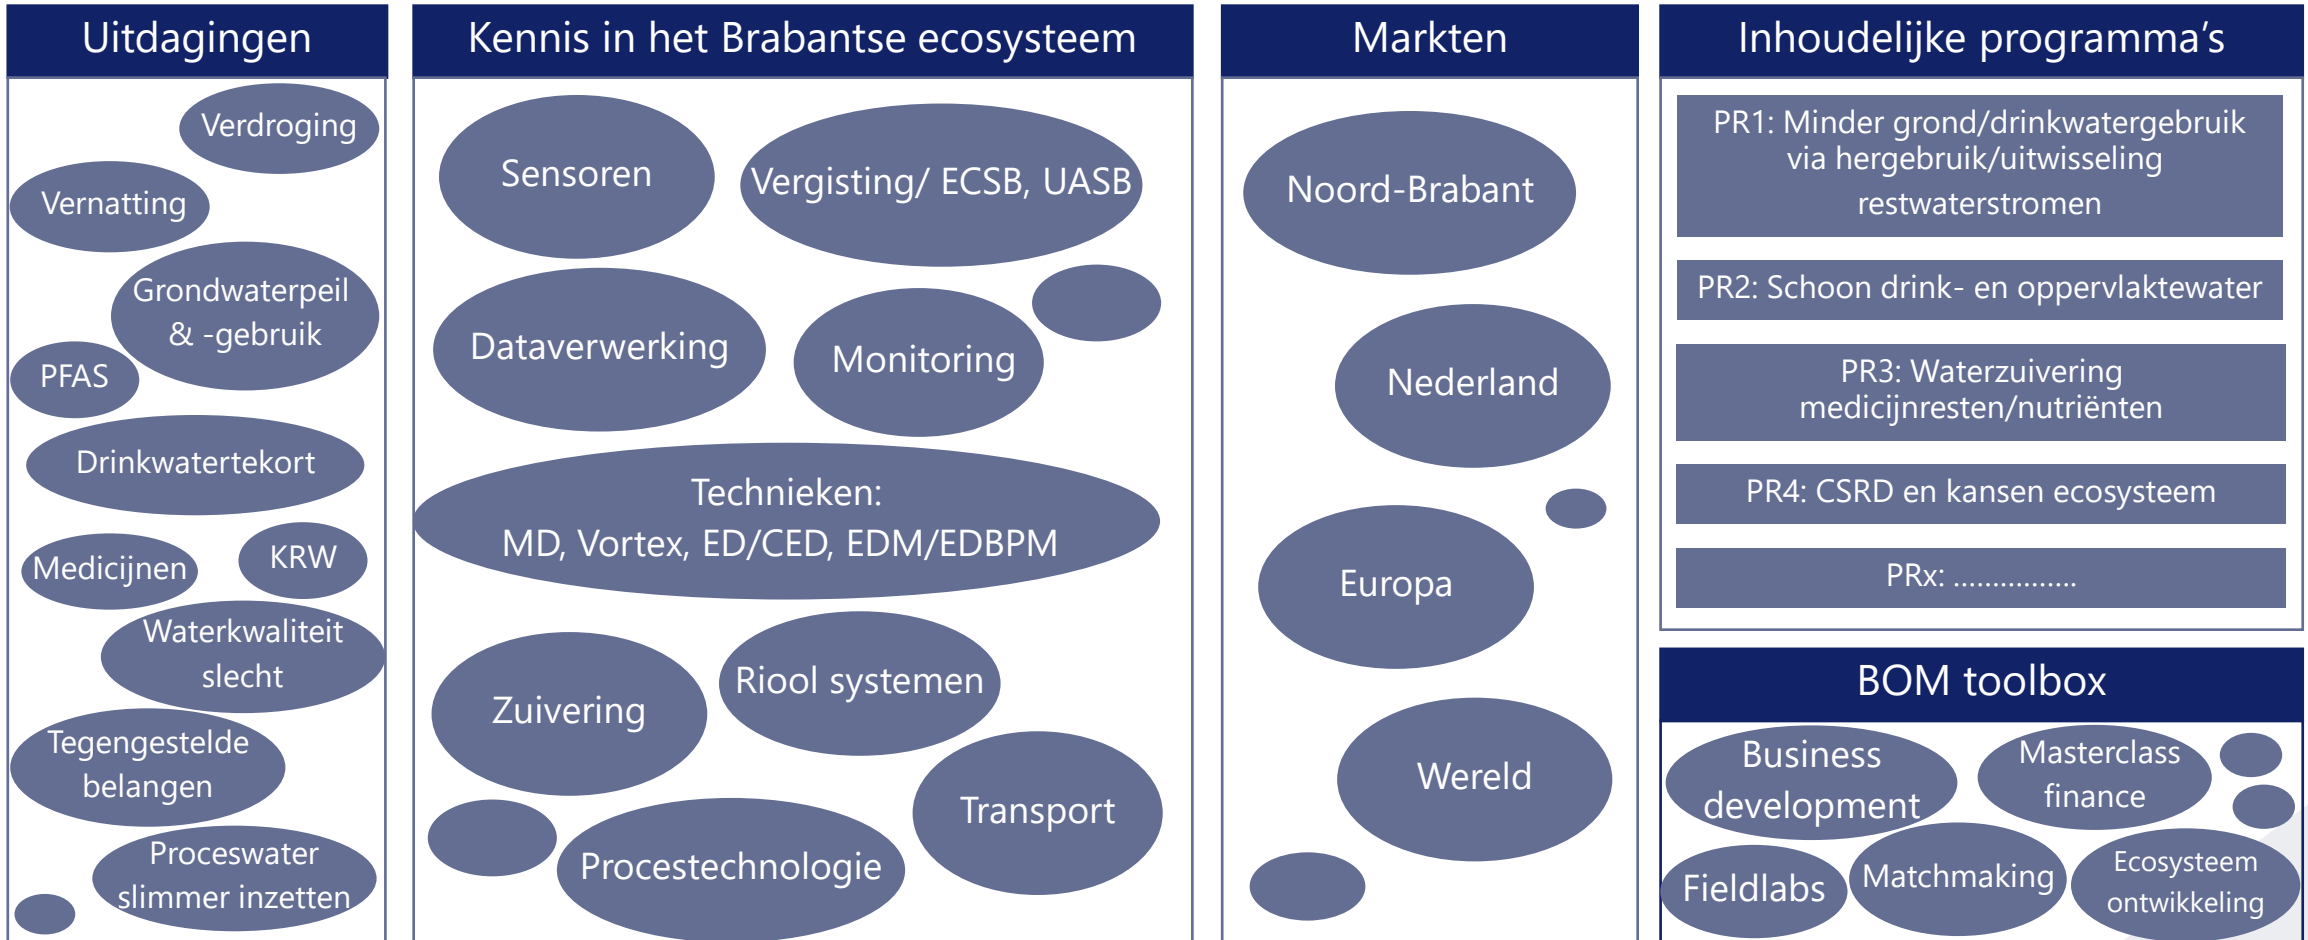 Uitdagingen
Verdroging
Vernatting
Grondwaterpeil
& -gebruik
PFAS
Drinkwatertekort
Medicijnen
KRW
Waterkwaliteit
slecht
Tegengestelde
belangen
Proceswater
slimmer inzetten
Kennis in het Brabantse ecosysteem
Sensoren
Vergisting/ ECSB, UASB
Dataverwerking
Monitoring
Technieken:
MD, Vortex, ED/CED, EDM/EDBPM
Zuivering
Riool systemen
Transport
Procestechnologie
Markten
Noord-Brabant
Nederland
Europa
Wereld
Inhoudelijke programma's
PR1: Minder grond/drinkwatergebruik
via hergebruik/uitwisseling
restwaterstromen
PR2: Schoon drink- en oppervlaktewater
PR3: Waterzuivering
medicijnresten/nutriënten
PR4: CSRD en kansen ecosysteem
PRx: ................
BOM toolbox
Business
development
Masterclass
finance
Fieldlabs
Matchmaking
Ecosysteem
ontwikkeling